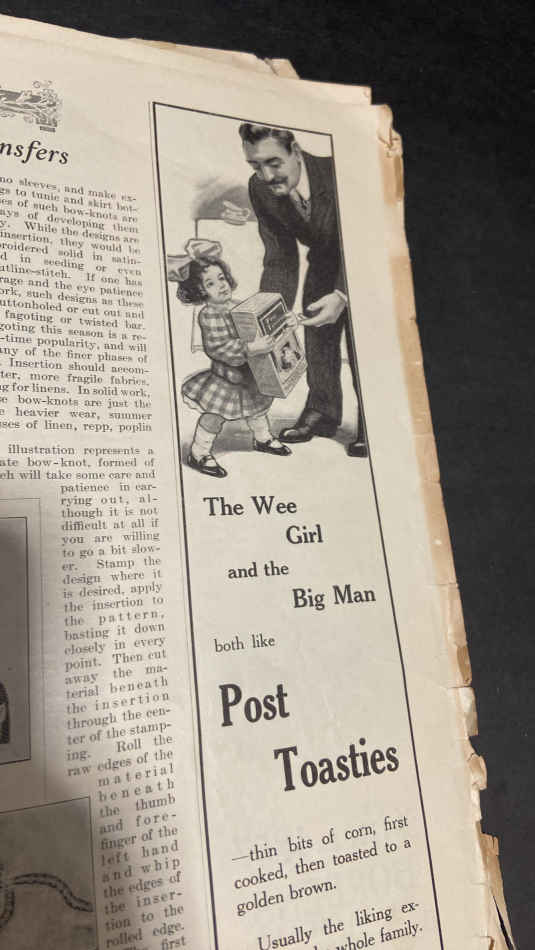 nsfers
no sleeves, and make ex-
gs to tunic and skirt bot-
es of such bow-knots are
ays of developing them
y. While the designs are
insertion, they would be
broidered solid in satin-
d in seeding or even
utline-stitch. If one has
rage and the eye patience
ork, such designs as these
uttonholed or cut out and
fagoting or twisted bar.
goting this season is a re-
-time popularity, and will
any of the finer phases of
. Insertion should accom-
ter, more fragile fabrics,
ng for linens. In solid work,
se bow-knots are just the
e heavier wear, summer
sses of linen, repp, poplin
illustration represents a
ate bow-knot, formed of
ch will take some care and
patience in car-
rying out, al-
though it is not
difficult at all if
you are willing
to go a bit slow-
er. Stamp the
design where it
is desired, apply
the insertion to
the pattern,
basting it down
closely in every
point. Then cut
away the ma-
terial beneath
the insertion
through the cen-
ter of the stamp-
ing. Roll the
raw edges of the
material
beneath
the thumb
and fore-
finger of the
left hand
and whip
the edges of
the inser-
tion to the
rolled edge.
first
The Wee
Girl
and the
Big Man
both like
Post
Toasties
—thin bits of corn, first
cooked, then toasted to a
golden brown.
Usually the liking ex-
whole family.